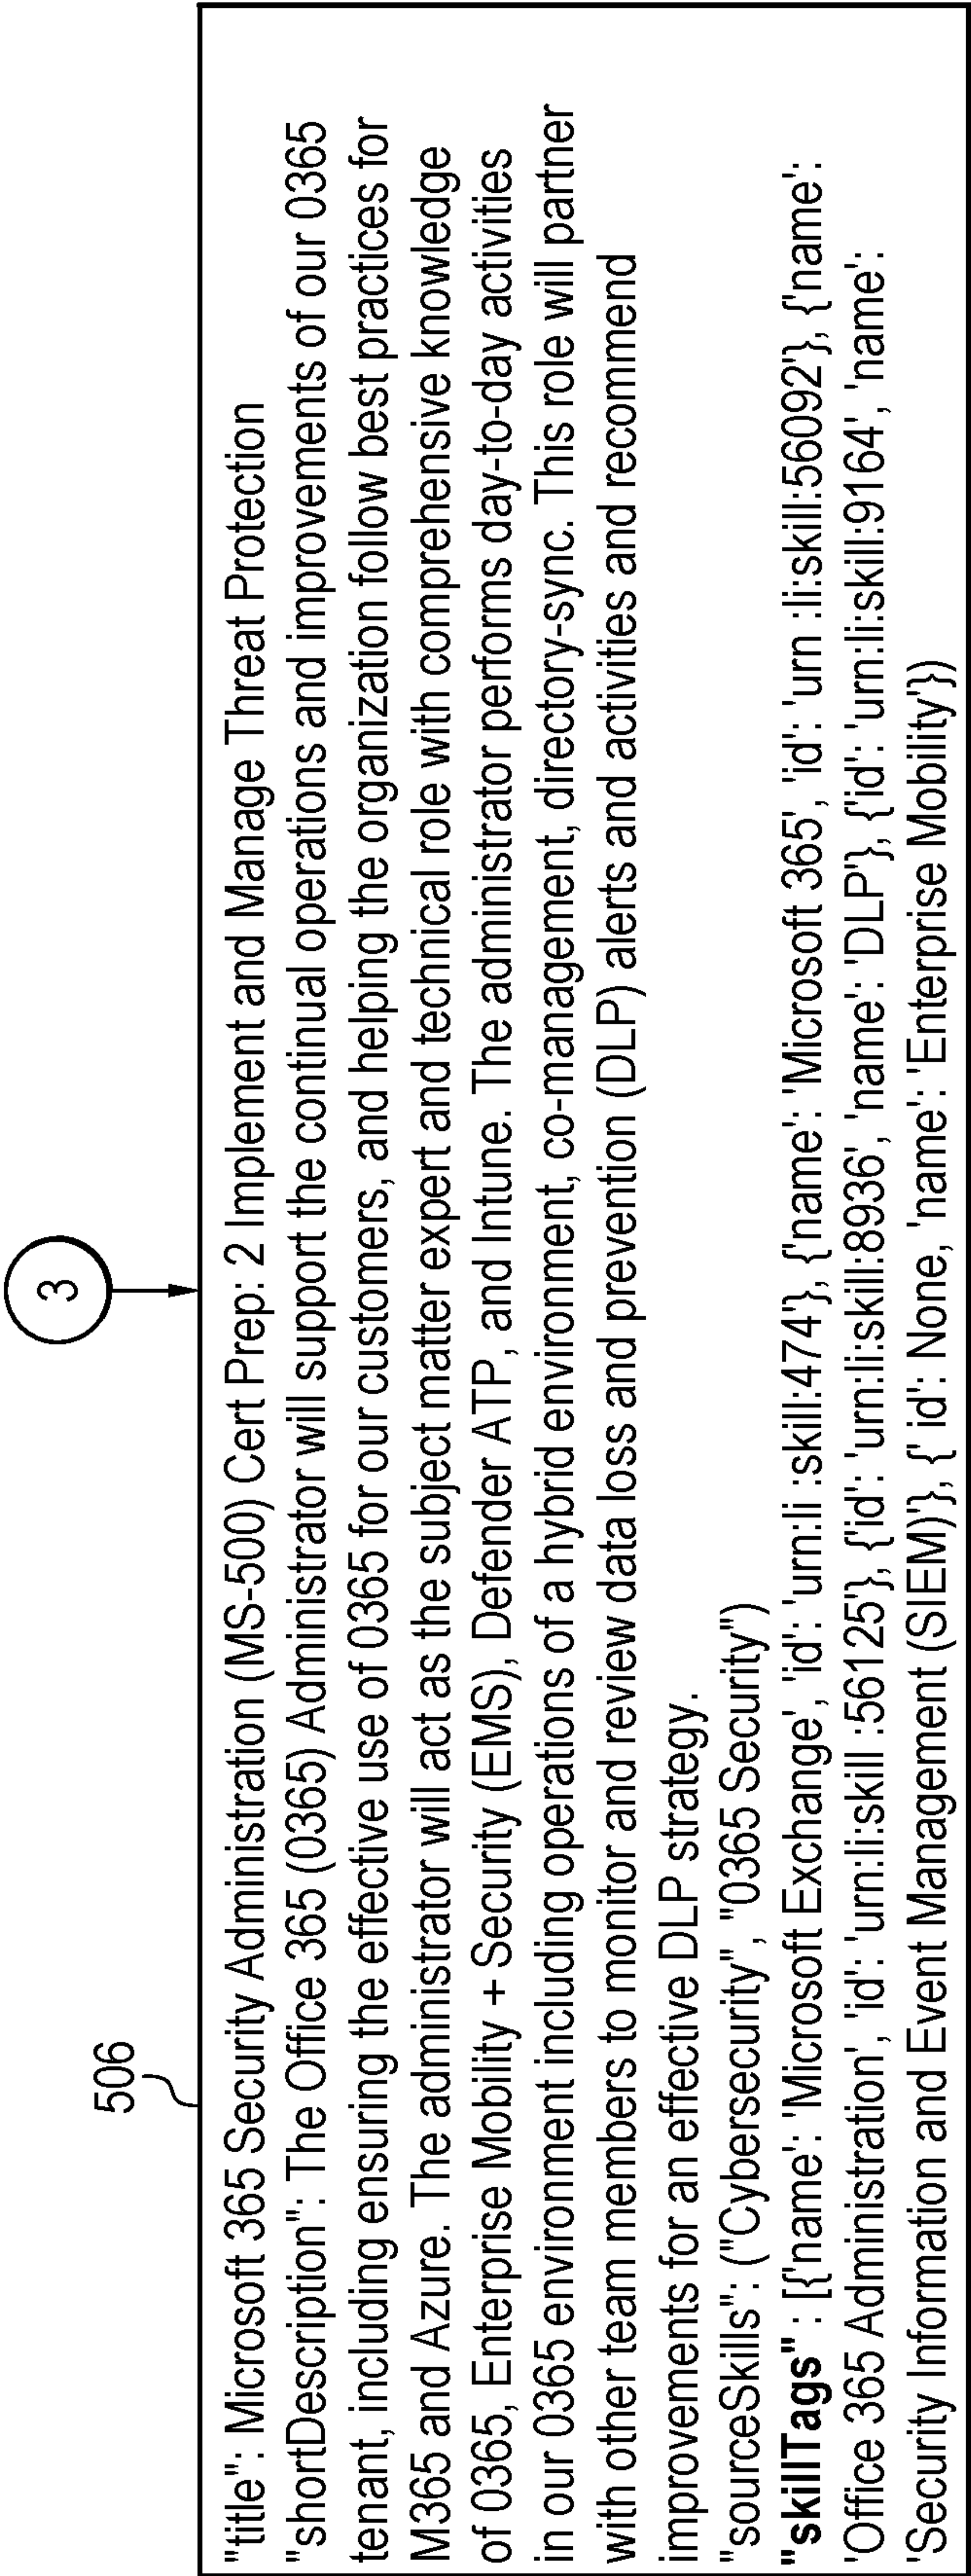 3
506
"title": Microsoft 365 Security Administration (MS-500) Cert Prep: 2 Implement and Manage Threat Protection
"shortDescription": The Office 365 (0365) Administrator will support the continual operations and improvements of our 0365
tenant, including ensuring the effective use of 0365 for our customers, and helping the organization follow best practices for
M365 and Azure. The administrator will act as the subject matter expert and technical role with comprehensive knowledge
of 0365, Enterprise Mobility + Security (EMS), Defender ATP, and Intune. The administrator performs day-to-day activities
in our 0365 environment including operations of a hybrid environment, co-management, directory-sync. This role will partner
with other team members to monitor and review data loss and prevention (DLP) alerts and activities and recommend
improvements for an effective DLP strategy.
"sourceSkills": ("Cybersecurity", "0365 Security")
"skillTags" : [{'name': 'Microsoft Exchange', 'id': 'urn:li :skill:474'}, {'name': 'Microsoft 365', 'id': 'urn :li:skill:56092'}, {'name':
'Office 365 Administration', 'id': 'urn:li:skill :56125'}, {'id': 'urn:li:skill:8936', 'name': 'DLP'}, {'id': 'urn:li:skill:9164', 'name':
'Security Information and Event Management (SIEM)'}, {' id': None, 'name': 'Enterprise Mobility'})